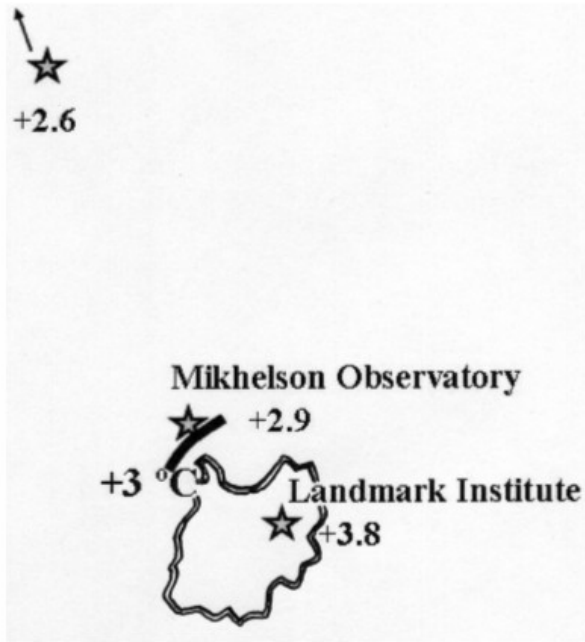 +2.6
Mikhelson Observatory
+2.9
+3 °C
Landmark Institute
+3.8